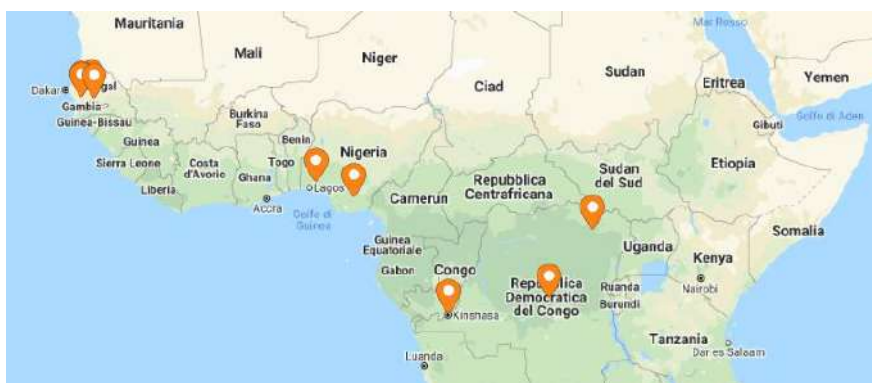 Mauritania
Mar Rosso
Mali
Niger
Sudan
Eritrea
Yemen
Ciad
Dakar
Gambia
Guinea-Bissau
Burkina
Faso
Golfo di Aden
Gibuti
Guinea
Benin
Nigeria
Sierra Leone
Costa
d'Avorio
Togo
Ghana
Etiopia
Sudan
del Sud
Repubblica
Centrafricana
Liberia
Lagos
Camerun
Accra
Golfo di
Guinea
Somalia
Guinea
Equatoriale
Uganda
Kenya
Gabon
Congo
Nairobi
Repubblica
Democratica
del Congo
Ruanda
Burundi
Kinshasa
Tanzania
Dar es Salaam
Luanda